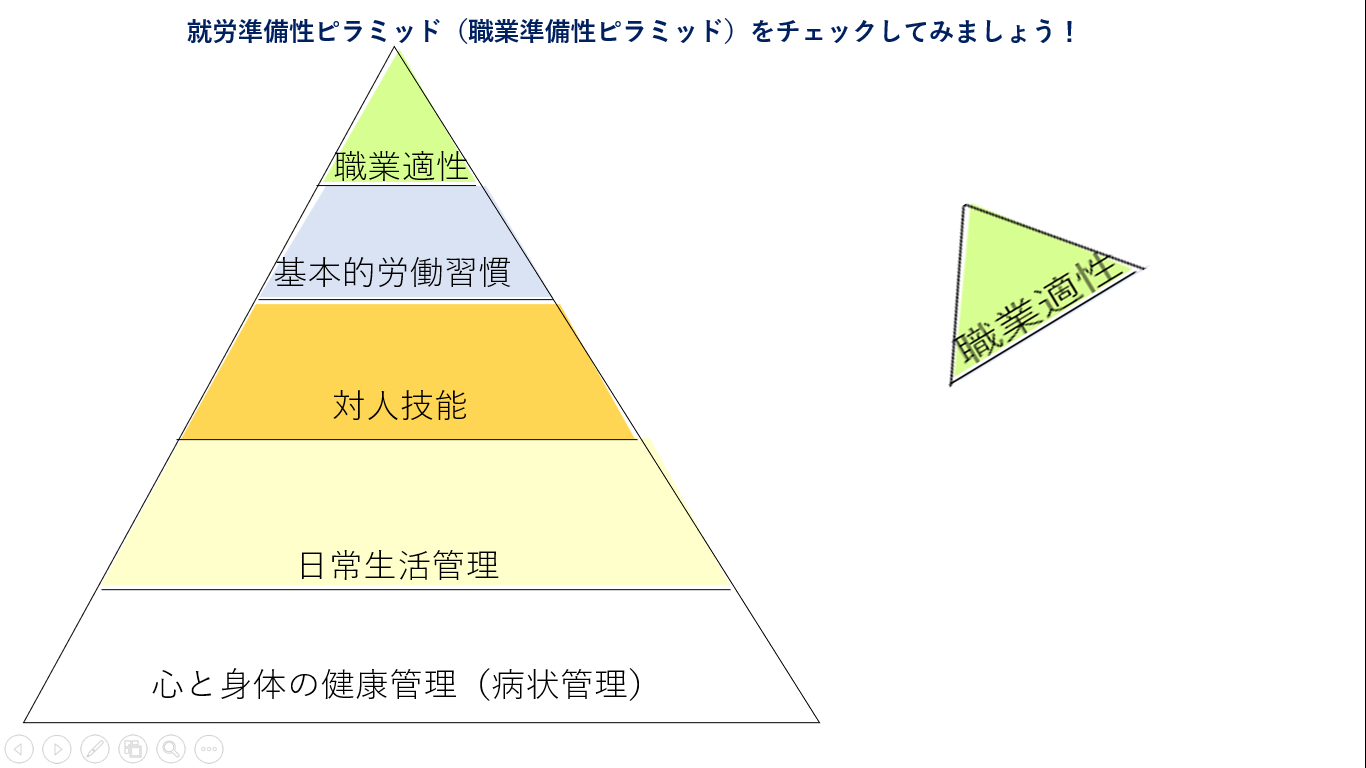 就労準備性ピラミッド（職業準備性ピラミッド）をチェックしてみましょう！
職業適性
基本的労働習慣
対人技能
日常生活管理
心と身体の健康管理（病状管理）
職業適性